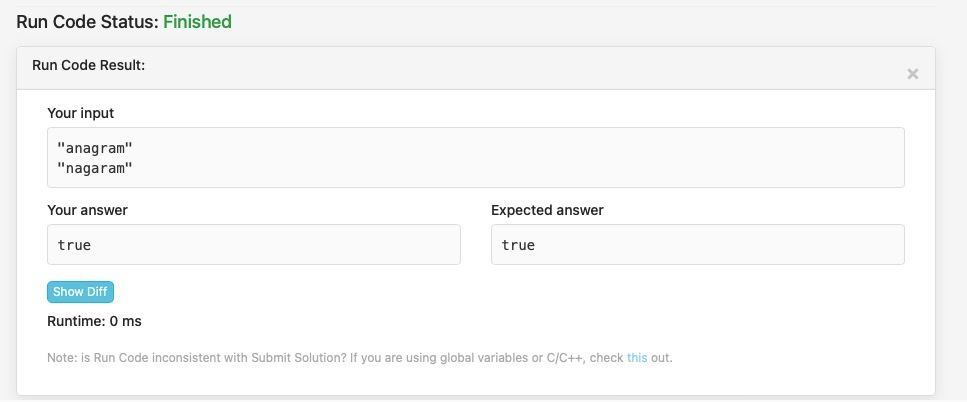 Run Code Status: Finished
Run Code Result:
×
Your input
"anagram"
"nagaram"
Your answer
Expected answer
true
true
Show Diff
Runtime: 0 ms
Note: is Run Code inconsistent with Submit Solution? If you are using global variables or C/C++, check this out.